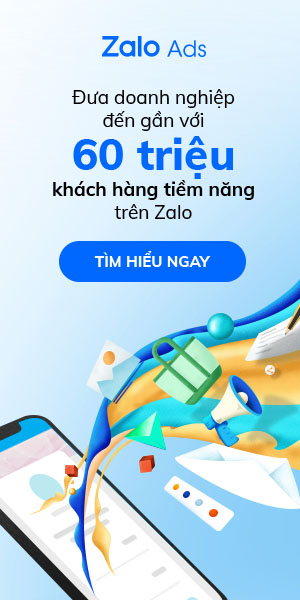 Zalo Ads
Đưa doanh nghiệp
đến gần với
60 triệu
khách hàng tiềm năng
trên Zalo
TÌM HIỂU NGAY